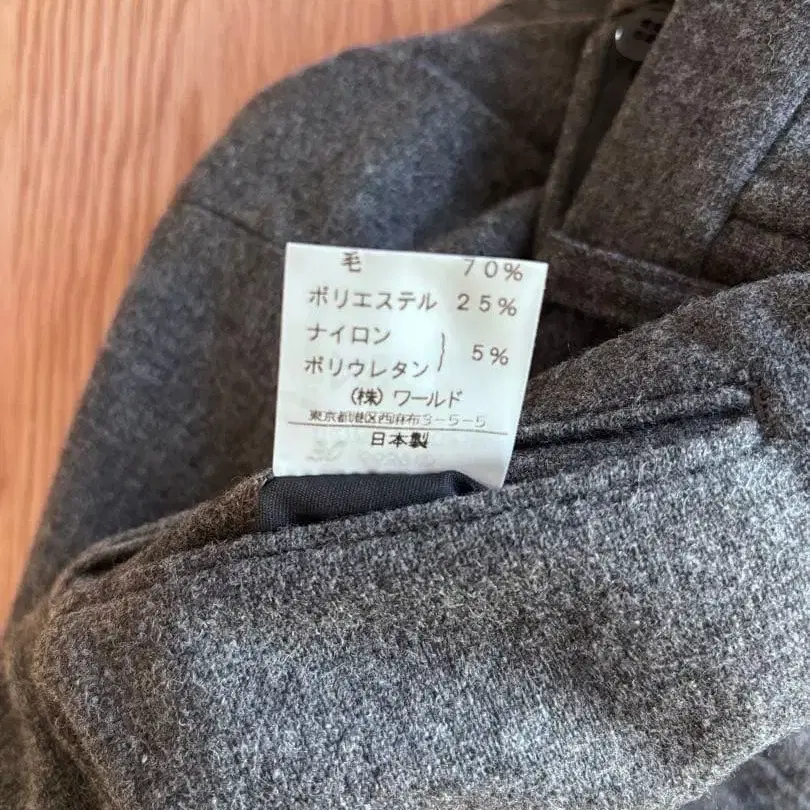 毛 70%
ポリエステル 25%
ナイロン
ポリウレタン } 5%
(株) ワールド
東京都港区西麻布3-5-5
日本製